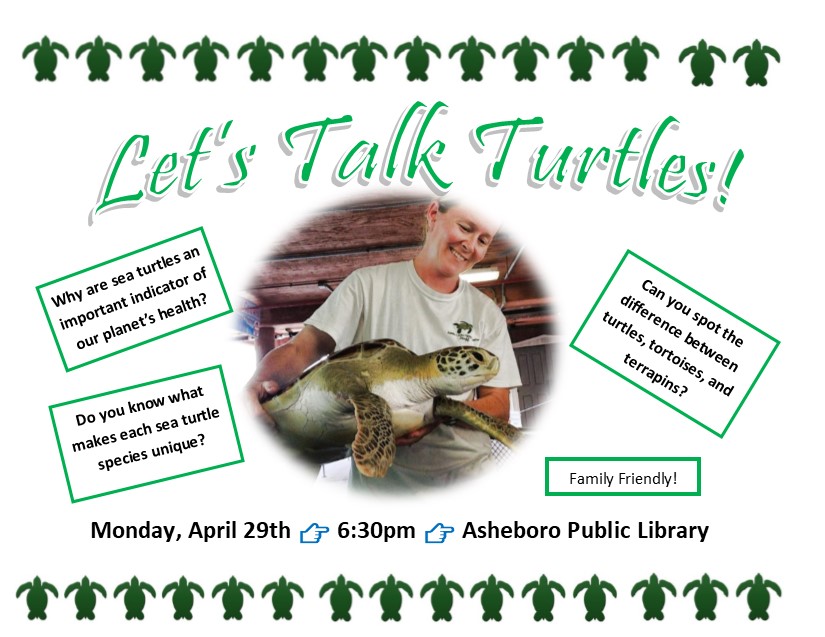 Let's Talk Turtles!
Why are sea turtles an
important indicator of
our planet's health?
Can you spot the
difference between
turtles, tortoises, and
terrapins?
Do you know what
makes each sea turtle
species unique?
Family Friendly!
Monday, April 29th 6:30pm Asheboro Public Library